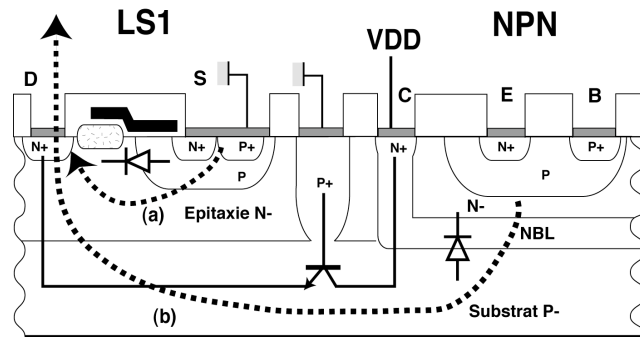 LS1
NPN
VDD
D
S
C
E
B
N+
N+
P+
N+
N+
P+
P
P+
P
(a)
Epitaxie N-
N-
NBL
(b)
Substrat P-